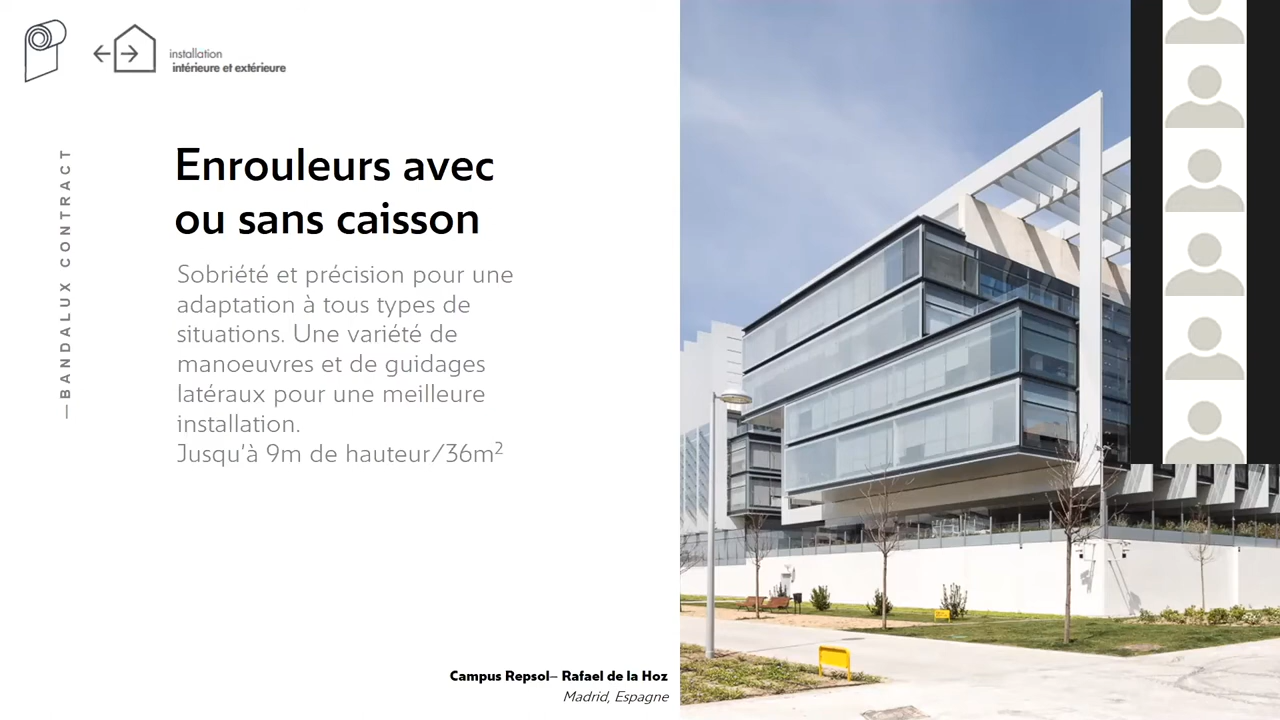 installation
intérieure et extérieure
— BANDALUX CONTRACT
Enrouleurs avec
ou sans caisson
Sobriété et précision pour une
adaptation à tous types de
situations. Une variété de
manoeuvres et de guidages
latéraux pour une meilleure
installation.
Jusqu'à 9m de hauteur/36m²
Campus Repsol– Rafael de la Hoz
Madrid, Espagne